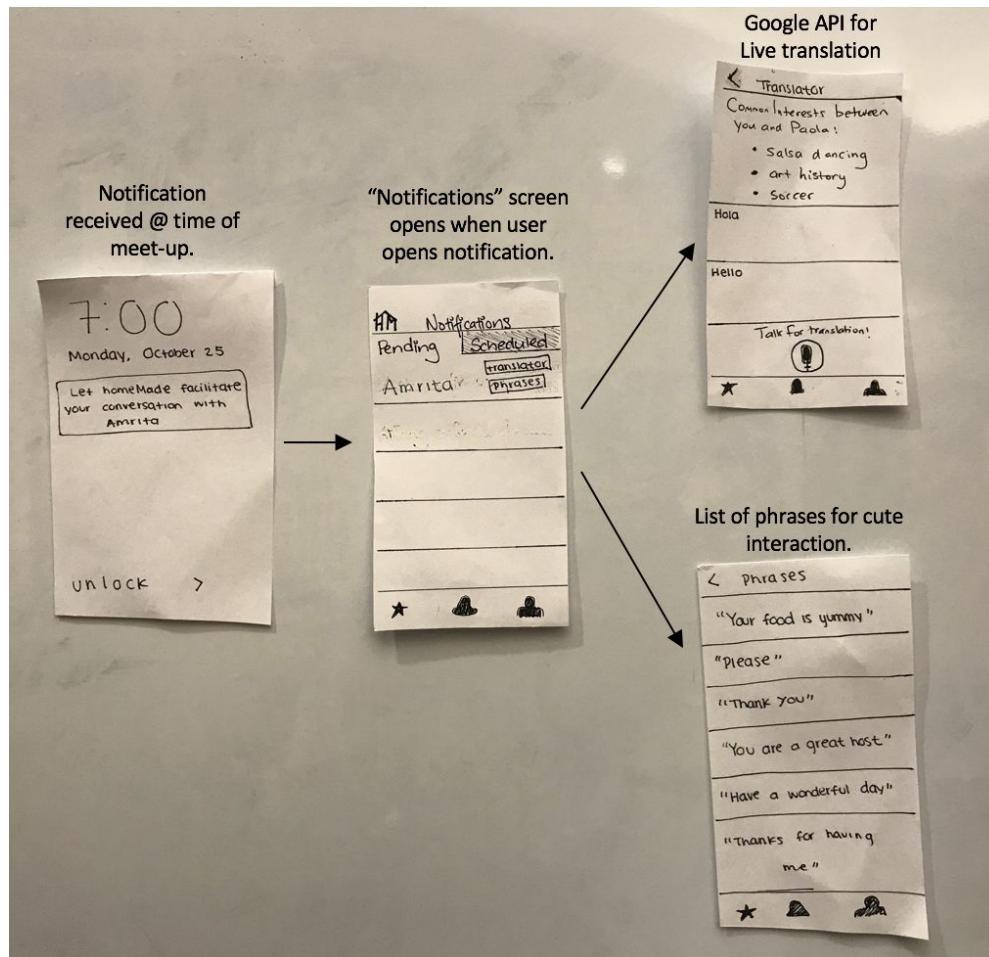 Notification
received @ time of
meet-up.
7:00
Monday, October 25
Let homeMade facilitate
your conversation with
Amrita
unlock >
“Notifications” screen
opens when user
opens notification.
HM Notifications
Pending Scheduled
Amrita translator
phrases
Google API for
Live translation
< Translator
Common Interests between
You and Paola:
• Salsa dancing
• art history
• Soccer
Hola
Hello
Talk for translation!
List of phrases for cute
interaction.
< Phrases
"Your food is yummy"
"Please"
"Thank you"
"You are a great host"
"Have a wonderful day"
"Thanks for having
me"